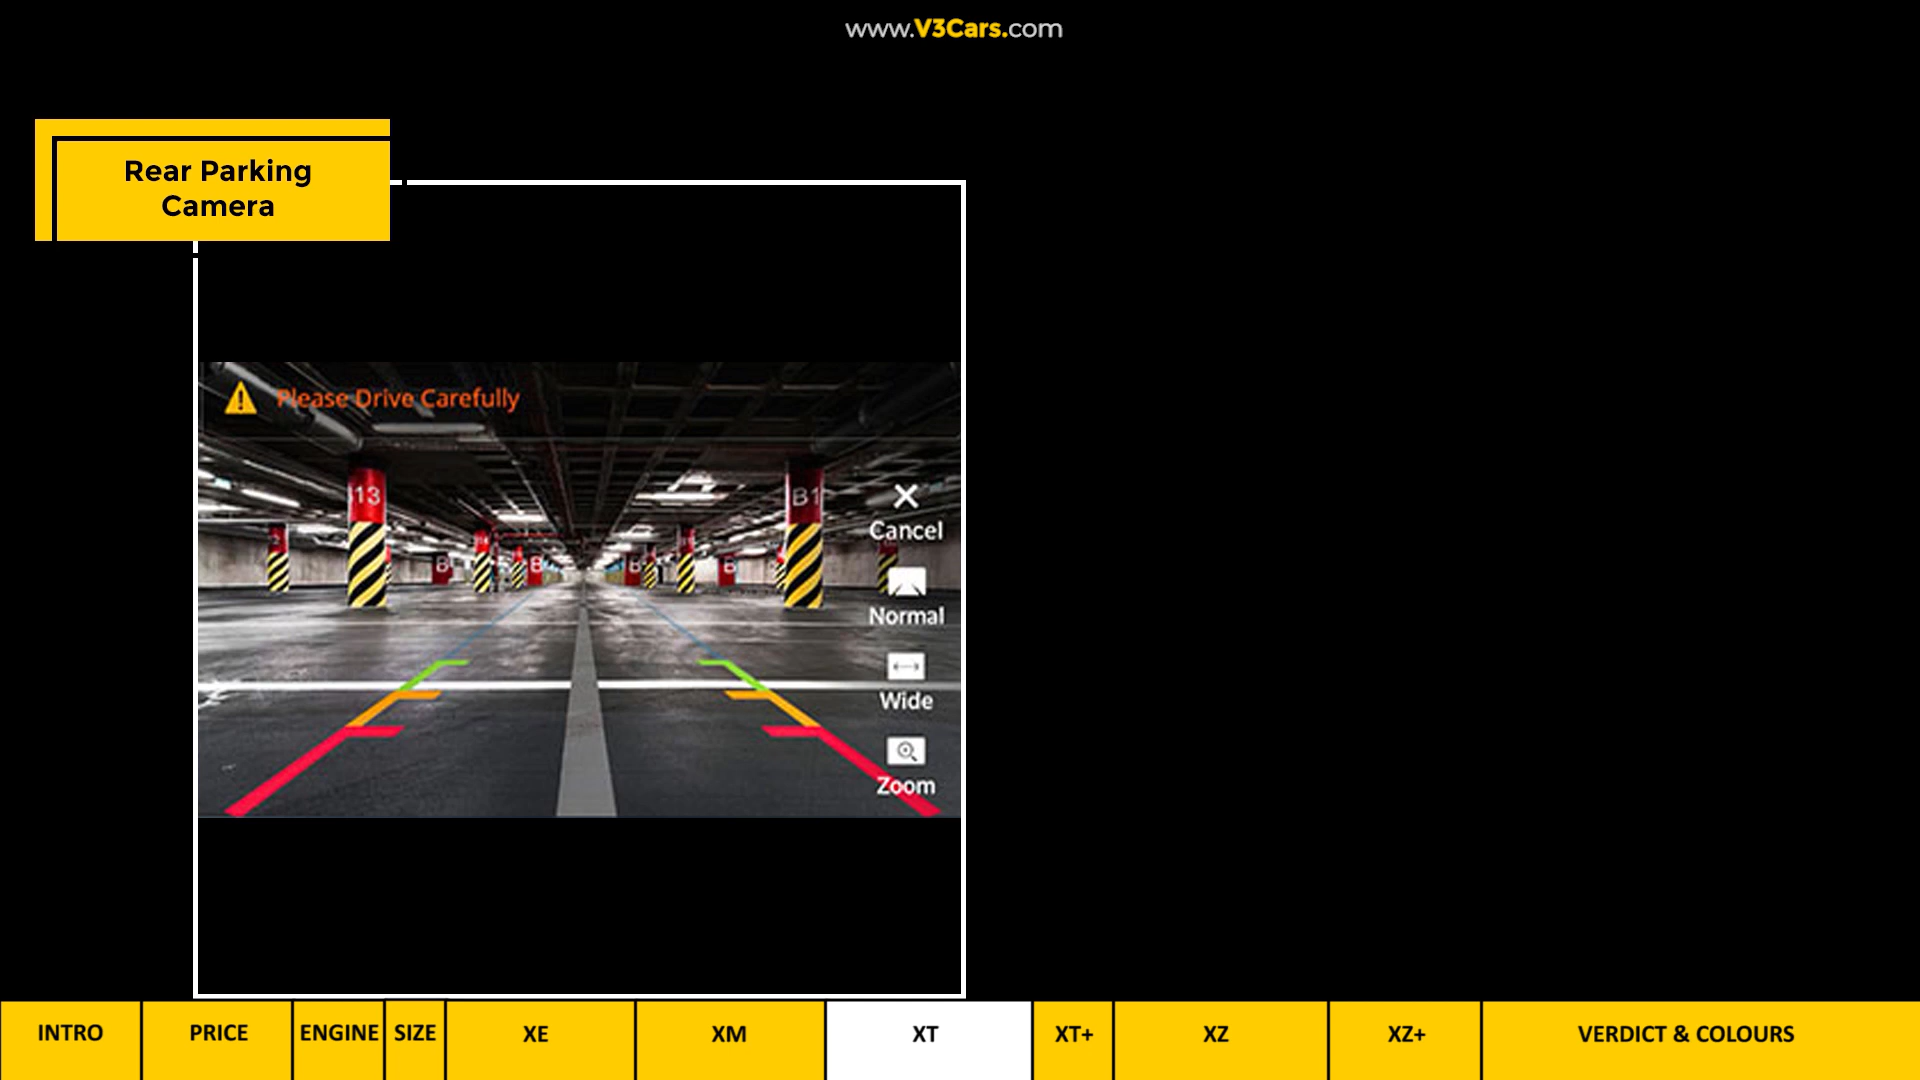 www.V3Cars.com
Rear Parking
Camera
Please Drive Carefully
B1
Cancel
Normal
Wide
Zoom
INTRO
PRICE
ENGINE
SIZE
XE
XM
XT
XT+
XZ
XZ+
VERDICT & COLOURS